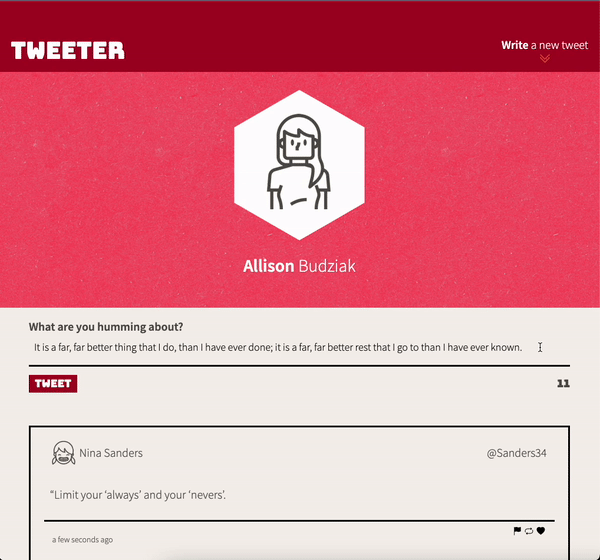 TWEETER
Write a new tweet
Allison Budziak
What are you humming about?
It is a far, far better thing that I do, than I have ever done; it is a far, far better rest that I go to than I have ever known.
TWEET
11
Nina Sanders
@Sanders34
“Limit your ‘always’ and your ‘nevers’.
a few seconds ago